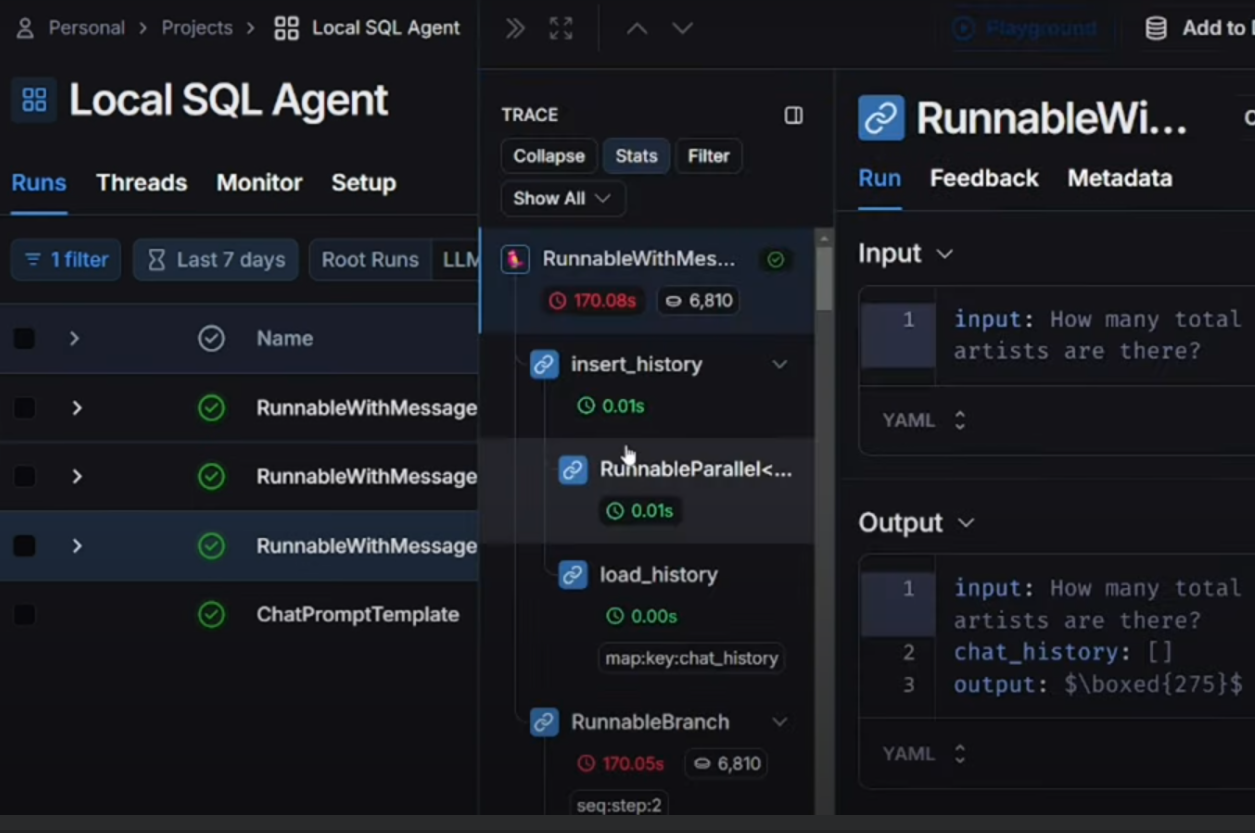 Personal > Projects > Local SQL Agent
Playground
Add to
Local SQL Agent
Runs Threads Monitor Setup
1 filter Last 7 days Root Runs LLM
Name
RunnableWithMessage
RunnableWithMessage
RunnableWithMessage
ChatPromptTemplate
TRACE
Collapse Stats Filter
Show All
RunnableWithMes...
170.08s 6,810
insert_history
0.01s
RunnableParallel<...
0.01s
load_history
0.00s
map:key:chat_history
RunnableBranch
170.05s 6,810
seq:step:2
RunnableWi...
Run Feedback Metadata
Input
1 input: How many total
artists are there?
YAML
Output
1 input: How many total
artists are there?
2 chat_history: []
3 output: $\boxed{275}$
YAML